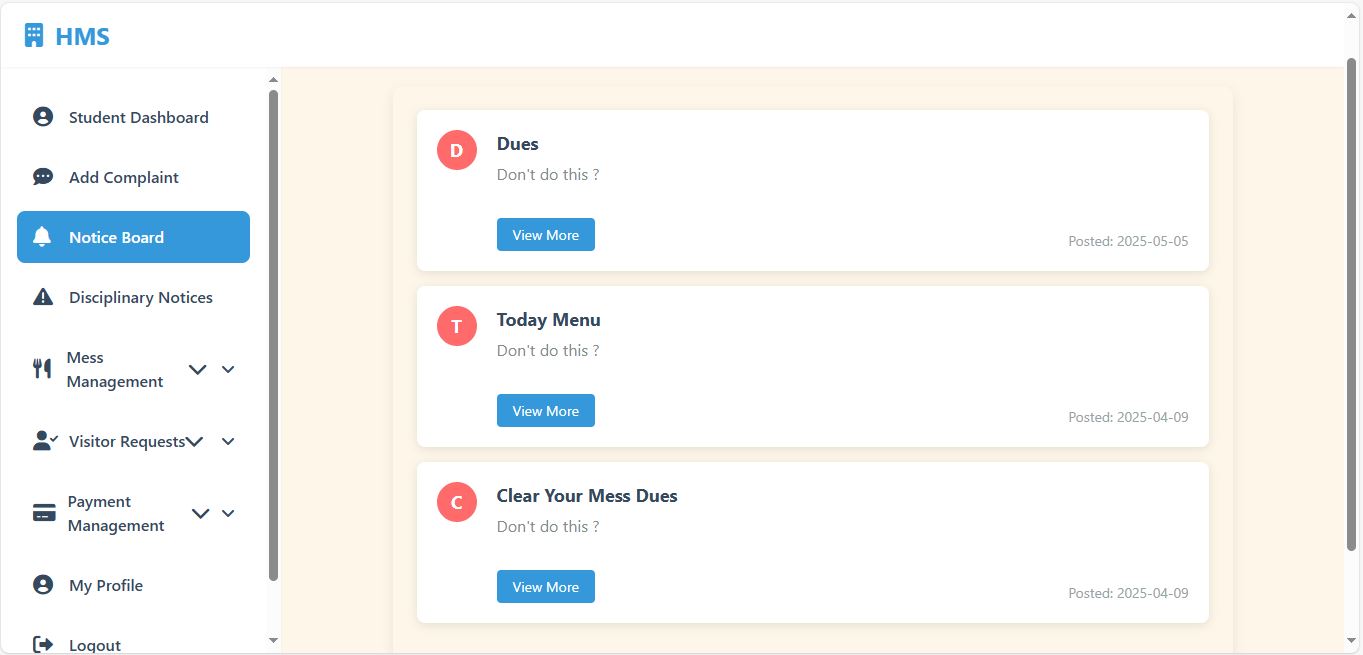 HMS
Student Dashboard
Add Complaint
Notice Board
Disciplinary Notices
Mess
Management
Visitor Requests
Payment
Management
My Profile
Logout
D
Dues
Don't do this ?
View More
Posted: 2025-05-05
T
Today Menu
Don't do this ?
View More
Posted: 2025-04-09
C
Clear Your Mess Dues
Don't do this ?
View More
Posted: 2025-04-09